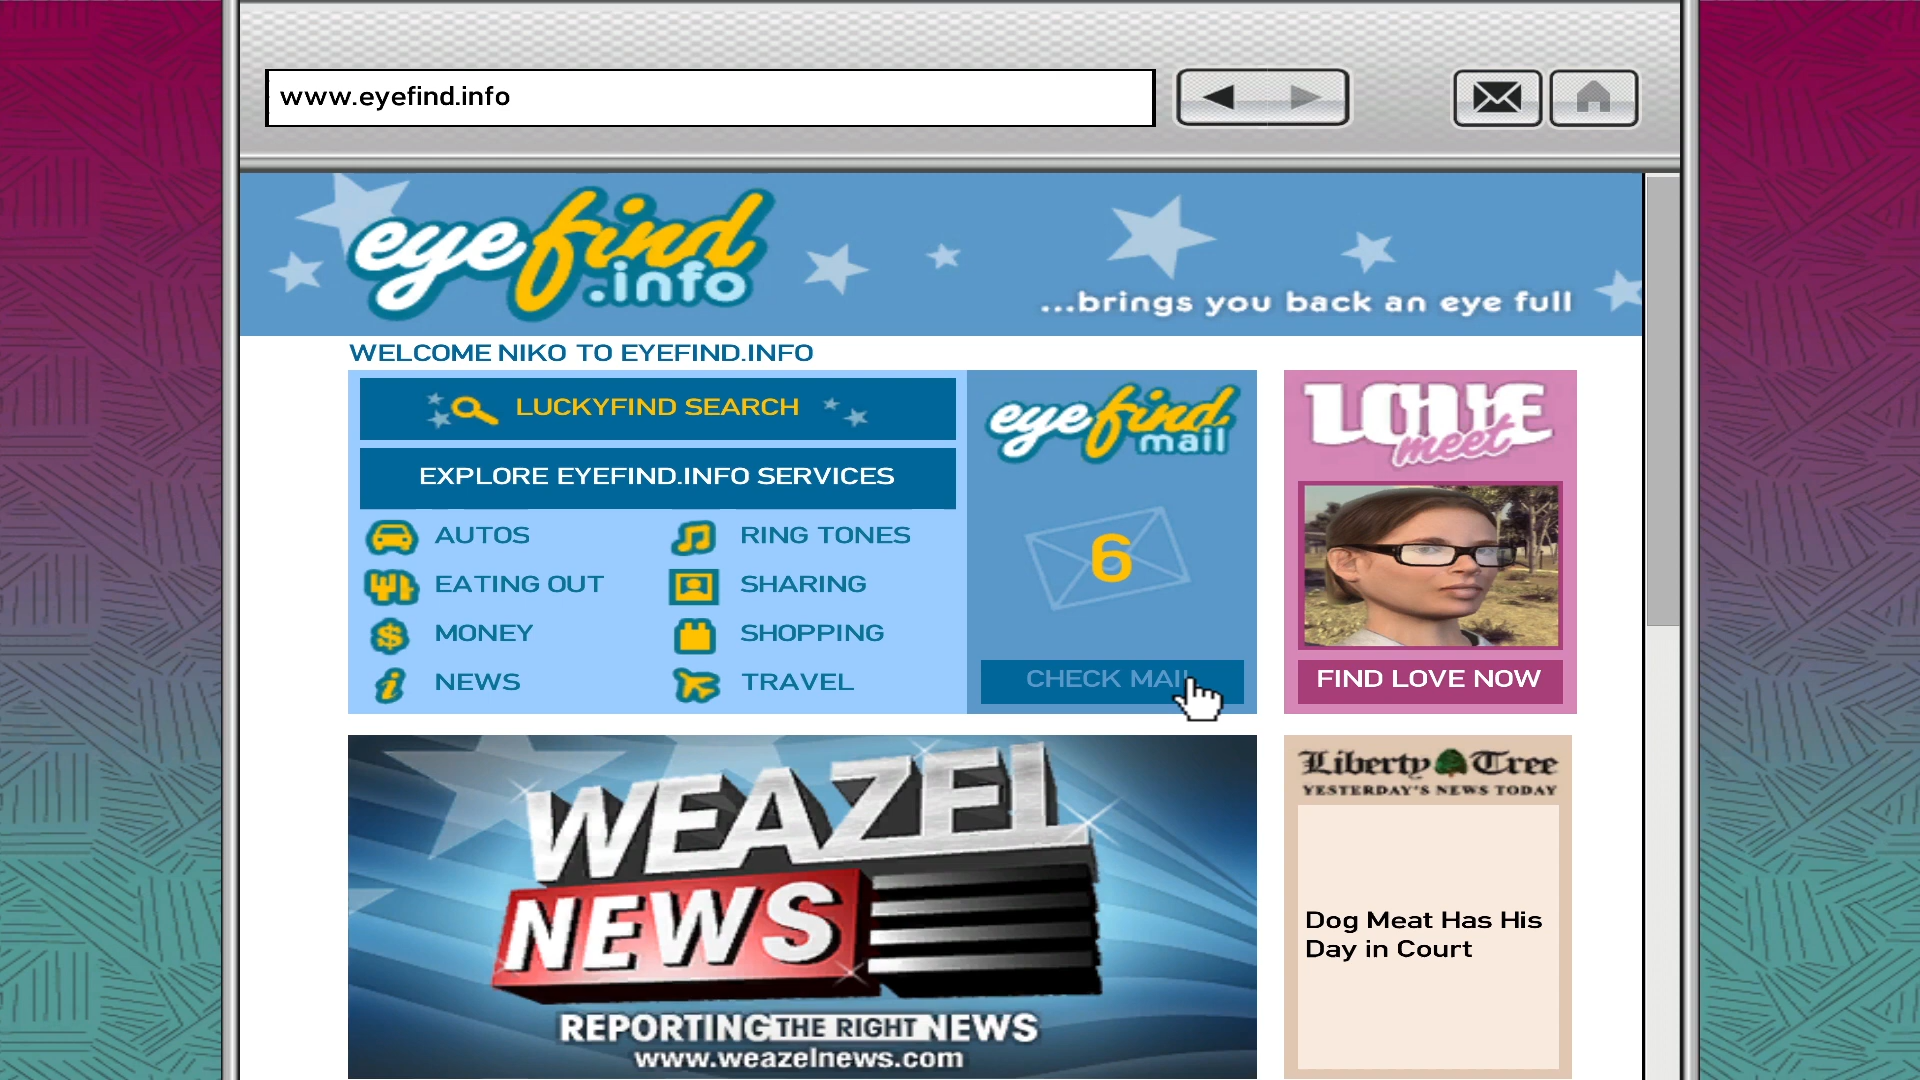 www.eyefind.info
eyefind
.info
...brings you back an eye full
WELCOME NIKO TO EYEFIND.INFO
LUCKYFIND SEARCH
EXPLORE EYEFIND.INFO SERVICES
AUTOS
RING TONES
EATING OUT
SHARING
MONEY
SHOPPING
NEWS
TRAVEL
eyefind
mail
6
CHECK MAIL
LOVE
meet
FIND LOVE NOW
WEAZEL
NEWS
REPORTING THE RIGHT NEWS
www.weazelnews.com
Liberty Tree
YESTERDAY'S NEWS TODAY
Dog Meat Has His
Day in Court